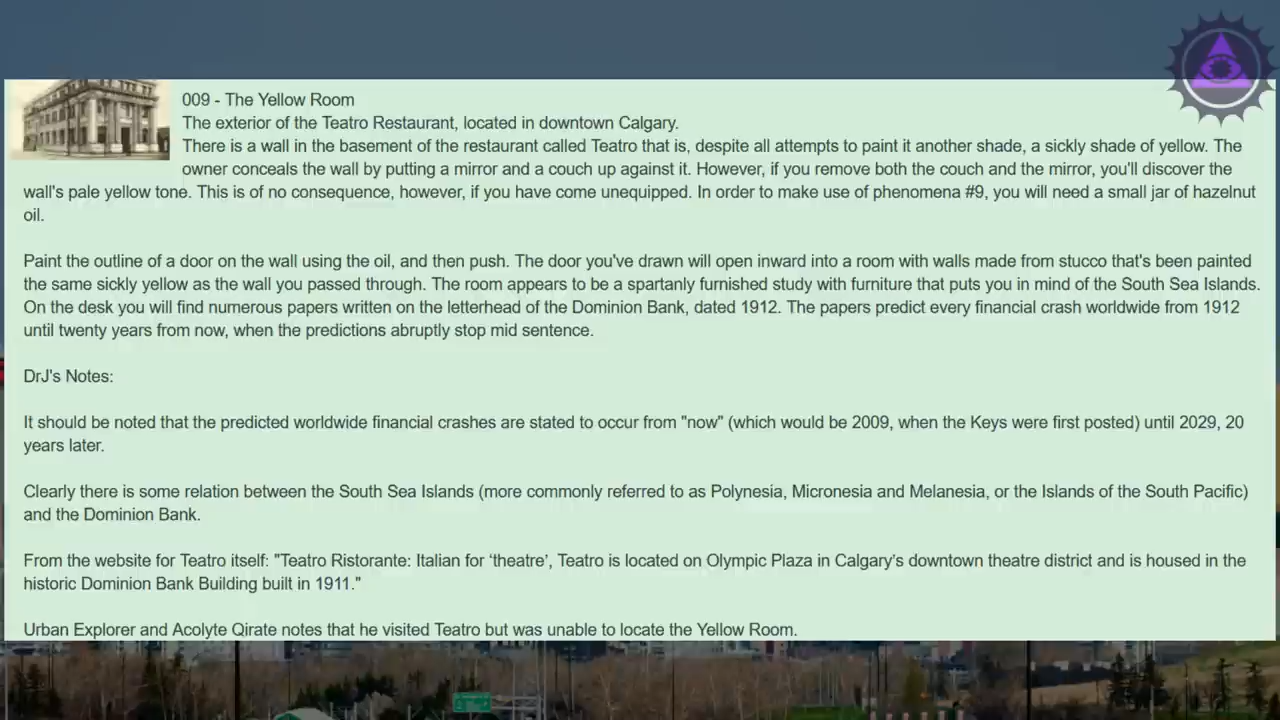 009 - The Yellow Room
The exterior of the Teatro Restaurant, located in downtown Calgary.
There is a wall in the basement of the restaurant called Teatro that is, despite all attempts to paint it another shade, a sickly shade of yellow. The
owner conceals the wall by putting a mirror and a couch up against it. However, if you remove both the couch and the mirror, you'll discover the
wall's pale yellow tone. This is of no consequence, however, if you have come unequipped. In order to make use of phenomena #9, you will need a small jar of hazelnut
oil.
Paint the outline of a door on the wall using the oil, and then push. The door you've drawn will open inward into a room with walls made from stucco that's been painted
the same sickly yellow as the wall you passed through. The room appears to be a spartanly furnished study with furniture that puts you in mind of the South Sea Islands.
On the desk you will find numerous papers written on the letterhead of the Dominion Bank, dated 1912. The papers predict every financial crash worldwide from 1912
until twenty years from now, when the predictions abruptly stop mid sentence.
DrJ's Notes:
It should be noted that the predicted worldwide financial crashes are stated to occur from "now" (which would be 2009, when the Keys were first posted) until 2029, 20
years later.
Clearly there is some relation between the South Sea Islands (more commonly referred to as Polynesia, Micronesia and Melanesia, or the Islands of the South Pacific)
and the Dominion Bank.
From the website for Teatro itself: "Teatro Ristorante: Italian for ‘theatre’, Teatro is located on Olympic Plaza in Calgary’s downtown theatre district and is housed in the
historic Dominion Bank Building built in 1911."
Urban Explorer and Acolyte Qirate notes that he visited Teatro but was unable to locate the Yellow Room.